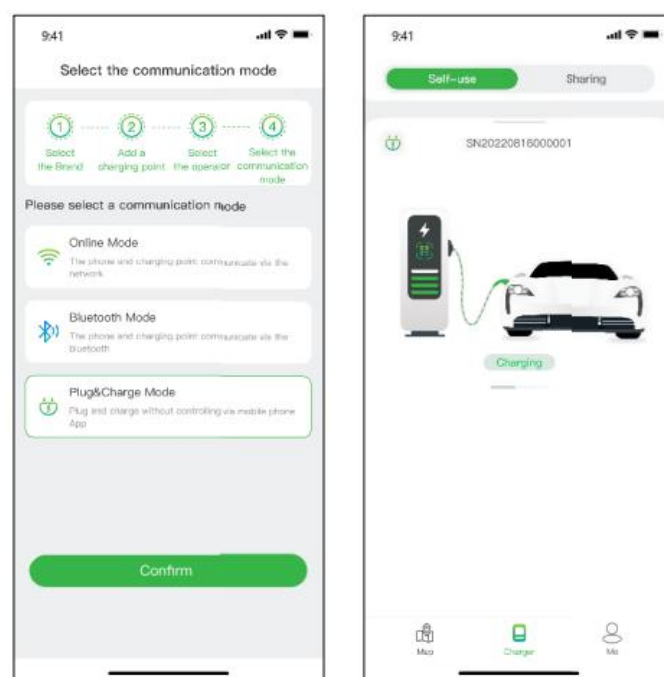 9:41
Select the communication mode
1
2
3
4
Select
the Brand
Add a
charging point
Select
the operator
Select the
communication
mode
Please select a communication mode
Online Mode
The phone and charging point communicate via the
network
Bluetooth Mode
The phone and charging point communicate via the
bluetooth
Plug&Charge Mode
Plug and charge without controlling via mobile phone
App
Confirm
9:41
Self-use
Sharing
SN20220816000001
Charging
Map
Charger
Me